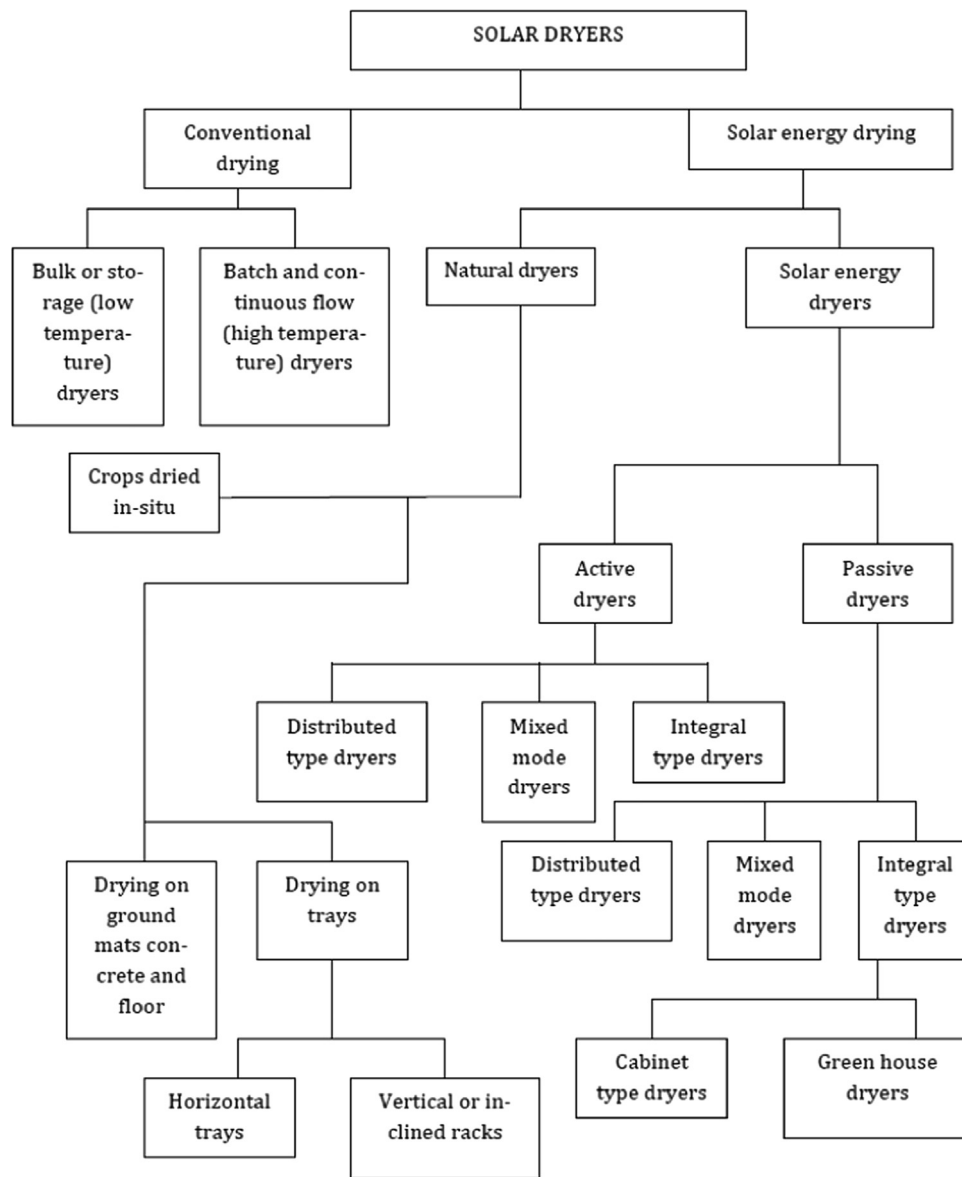 SOLAR DRYERS
Conventional
drying
Solar energy drying
Bulk or sto-
rage (low
tempera-
ture)
dryers
Batch and con-
tinuous flow
(high tempera-
ture) dryers
Natural dryers
Solar energy
dryers
Crops dried
in-situ
Active
dryers
Passive
dryers
Distributed
type dryers
Mixed
mode
dryers
Integral
type dryers
Distributed
type dryers
Mixed
mode
dryers
Integral
type
dryers
Drying on
ground
mats con-
crete and
floor
Drying on
trays
Cabinet
type dryers
Green house
dryers
Horizontal
trays
Vertical or in-
clined racks